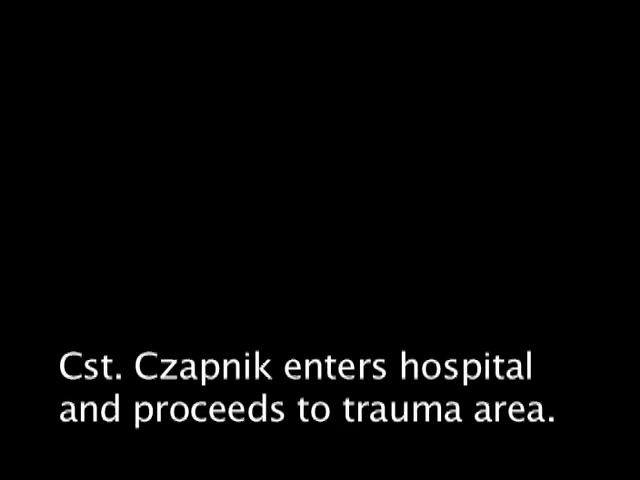 Cst. Czapnik enters hospital
and proceeds to trauma area.